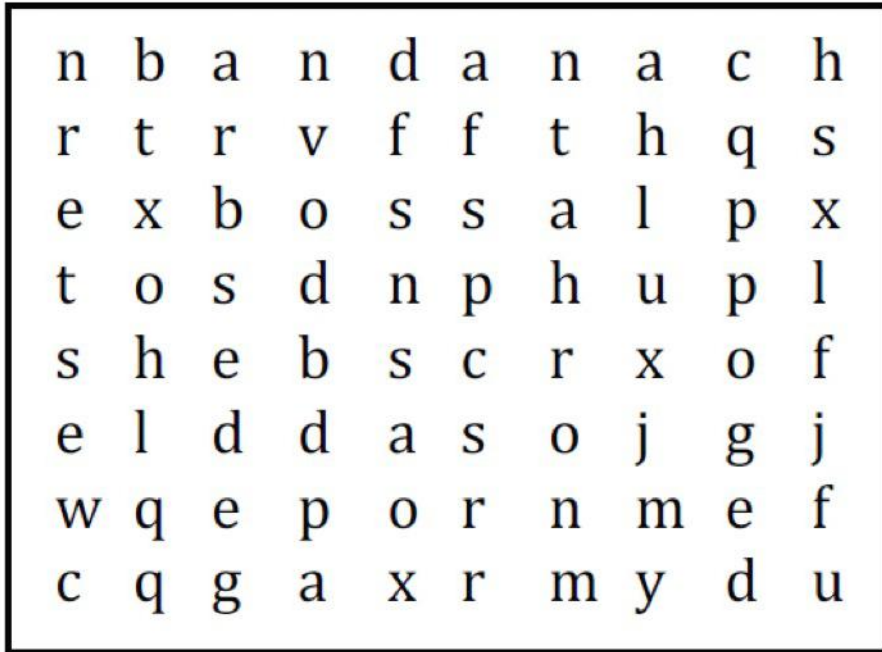 n b a n d a n a c h
r t r v f f t h q s
e x b o s s a l p x
t o s d n p h u p l
s h e b s c r x o f
e l d d a s o j g j
w q e p o r n m e f
c q g a x r m y d u